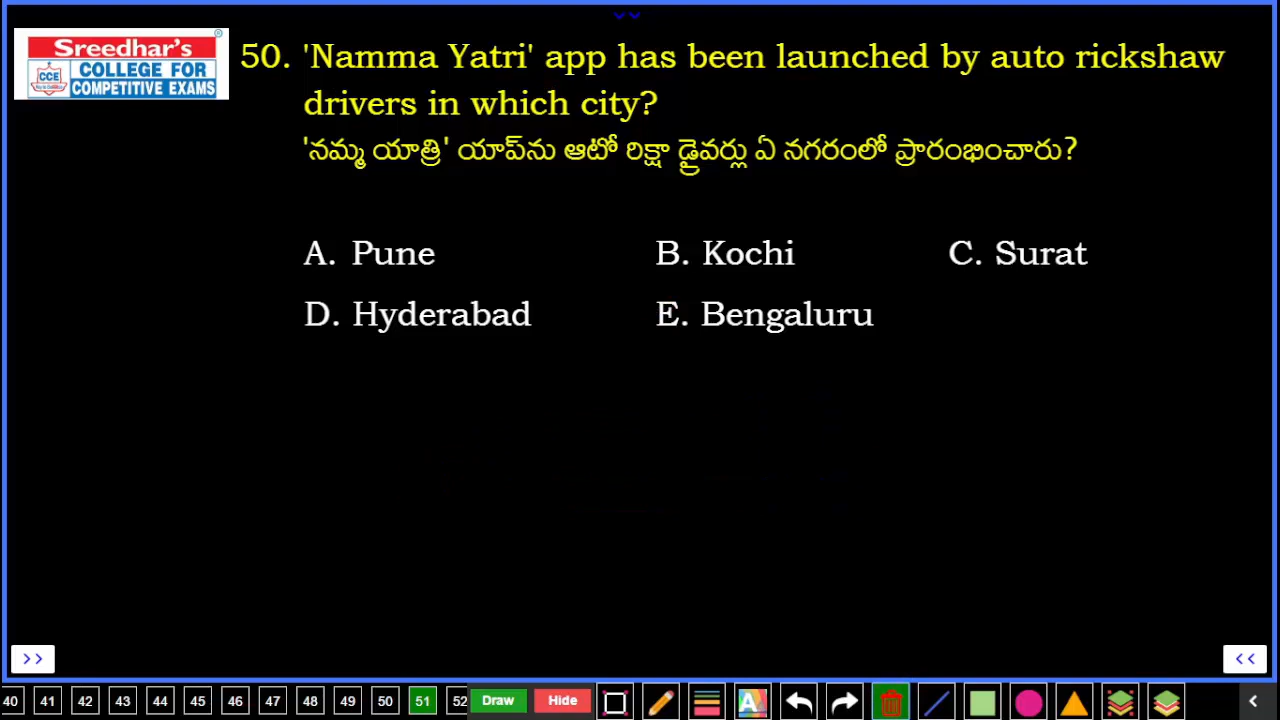 Sreedhar's
COLLEGE FOR
COMPETITIVE EXAMS
CCE
50. 'Namma Yatri' app has been launched by auto rickshaw
drivers in which city?
'నమ్మ యాత్రి' యాప్‌ను ఆటో రిక్షా డ్రైవర్లు ఏ నగరంలో ప్రారంభించారు?
A. Pune B. Kochi C. Surat
D. Hyderabad E. Bengaluru
>> <<
40 41 42 43 44 45 46 47 48 49 50 51 52 Draw Hide A